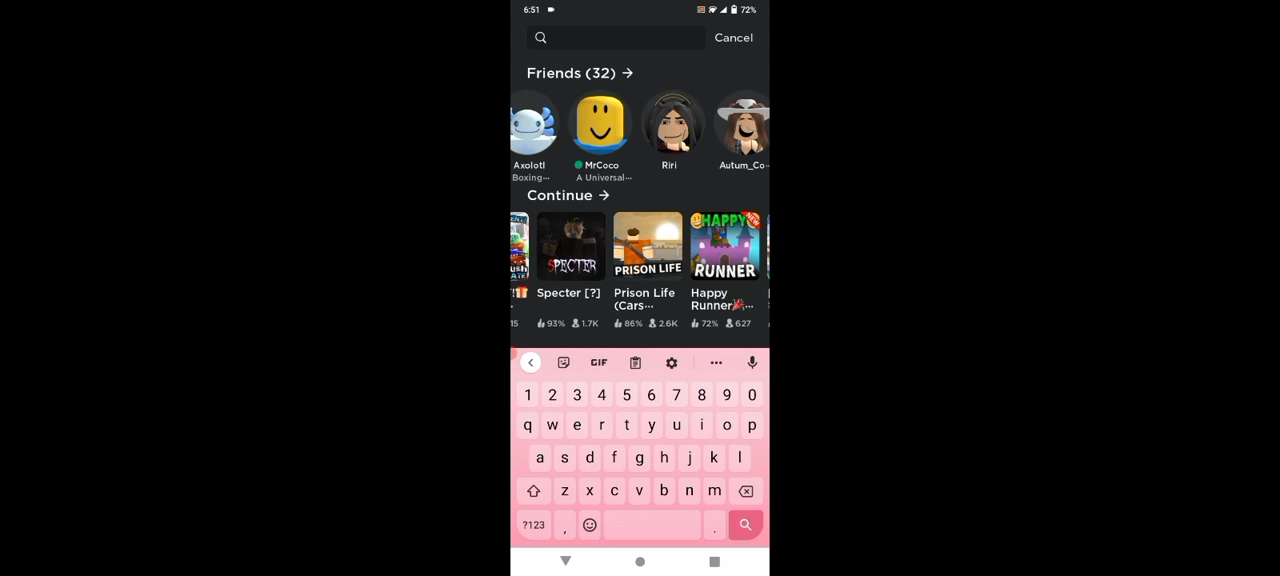 6:51 72%
Cancel
Friends (32) →
Axolotl MrCoco Riri Autum_Co...
Boxing... A Universal...
Continue →
SPECTER PRISON LIFE HAPPY RUNNER NEW
Specter [?] Prison Life Happy
(Cars... Runner🎉...
15 93% 1.7K 86% 2.6K 72% 627
GIF
1 2 3 4 5 6 7 8 9 0
q w e r t y u i o p
a s d f g h j k l
z x c v b n m
?123 , .